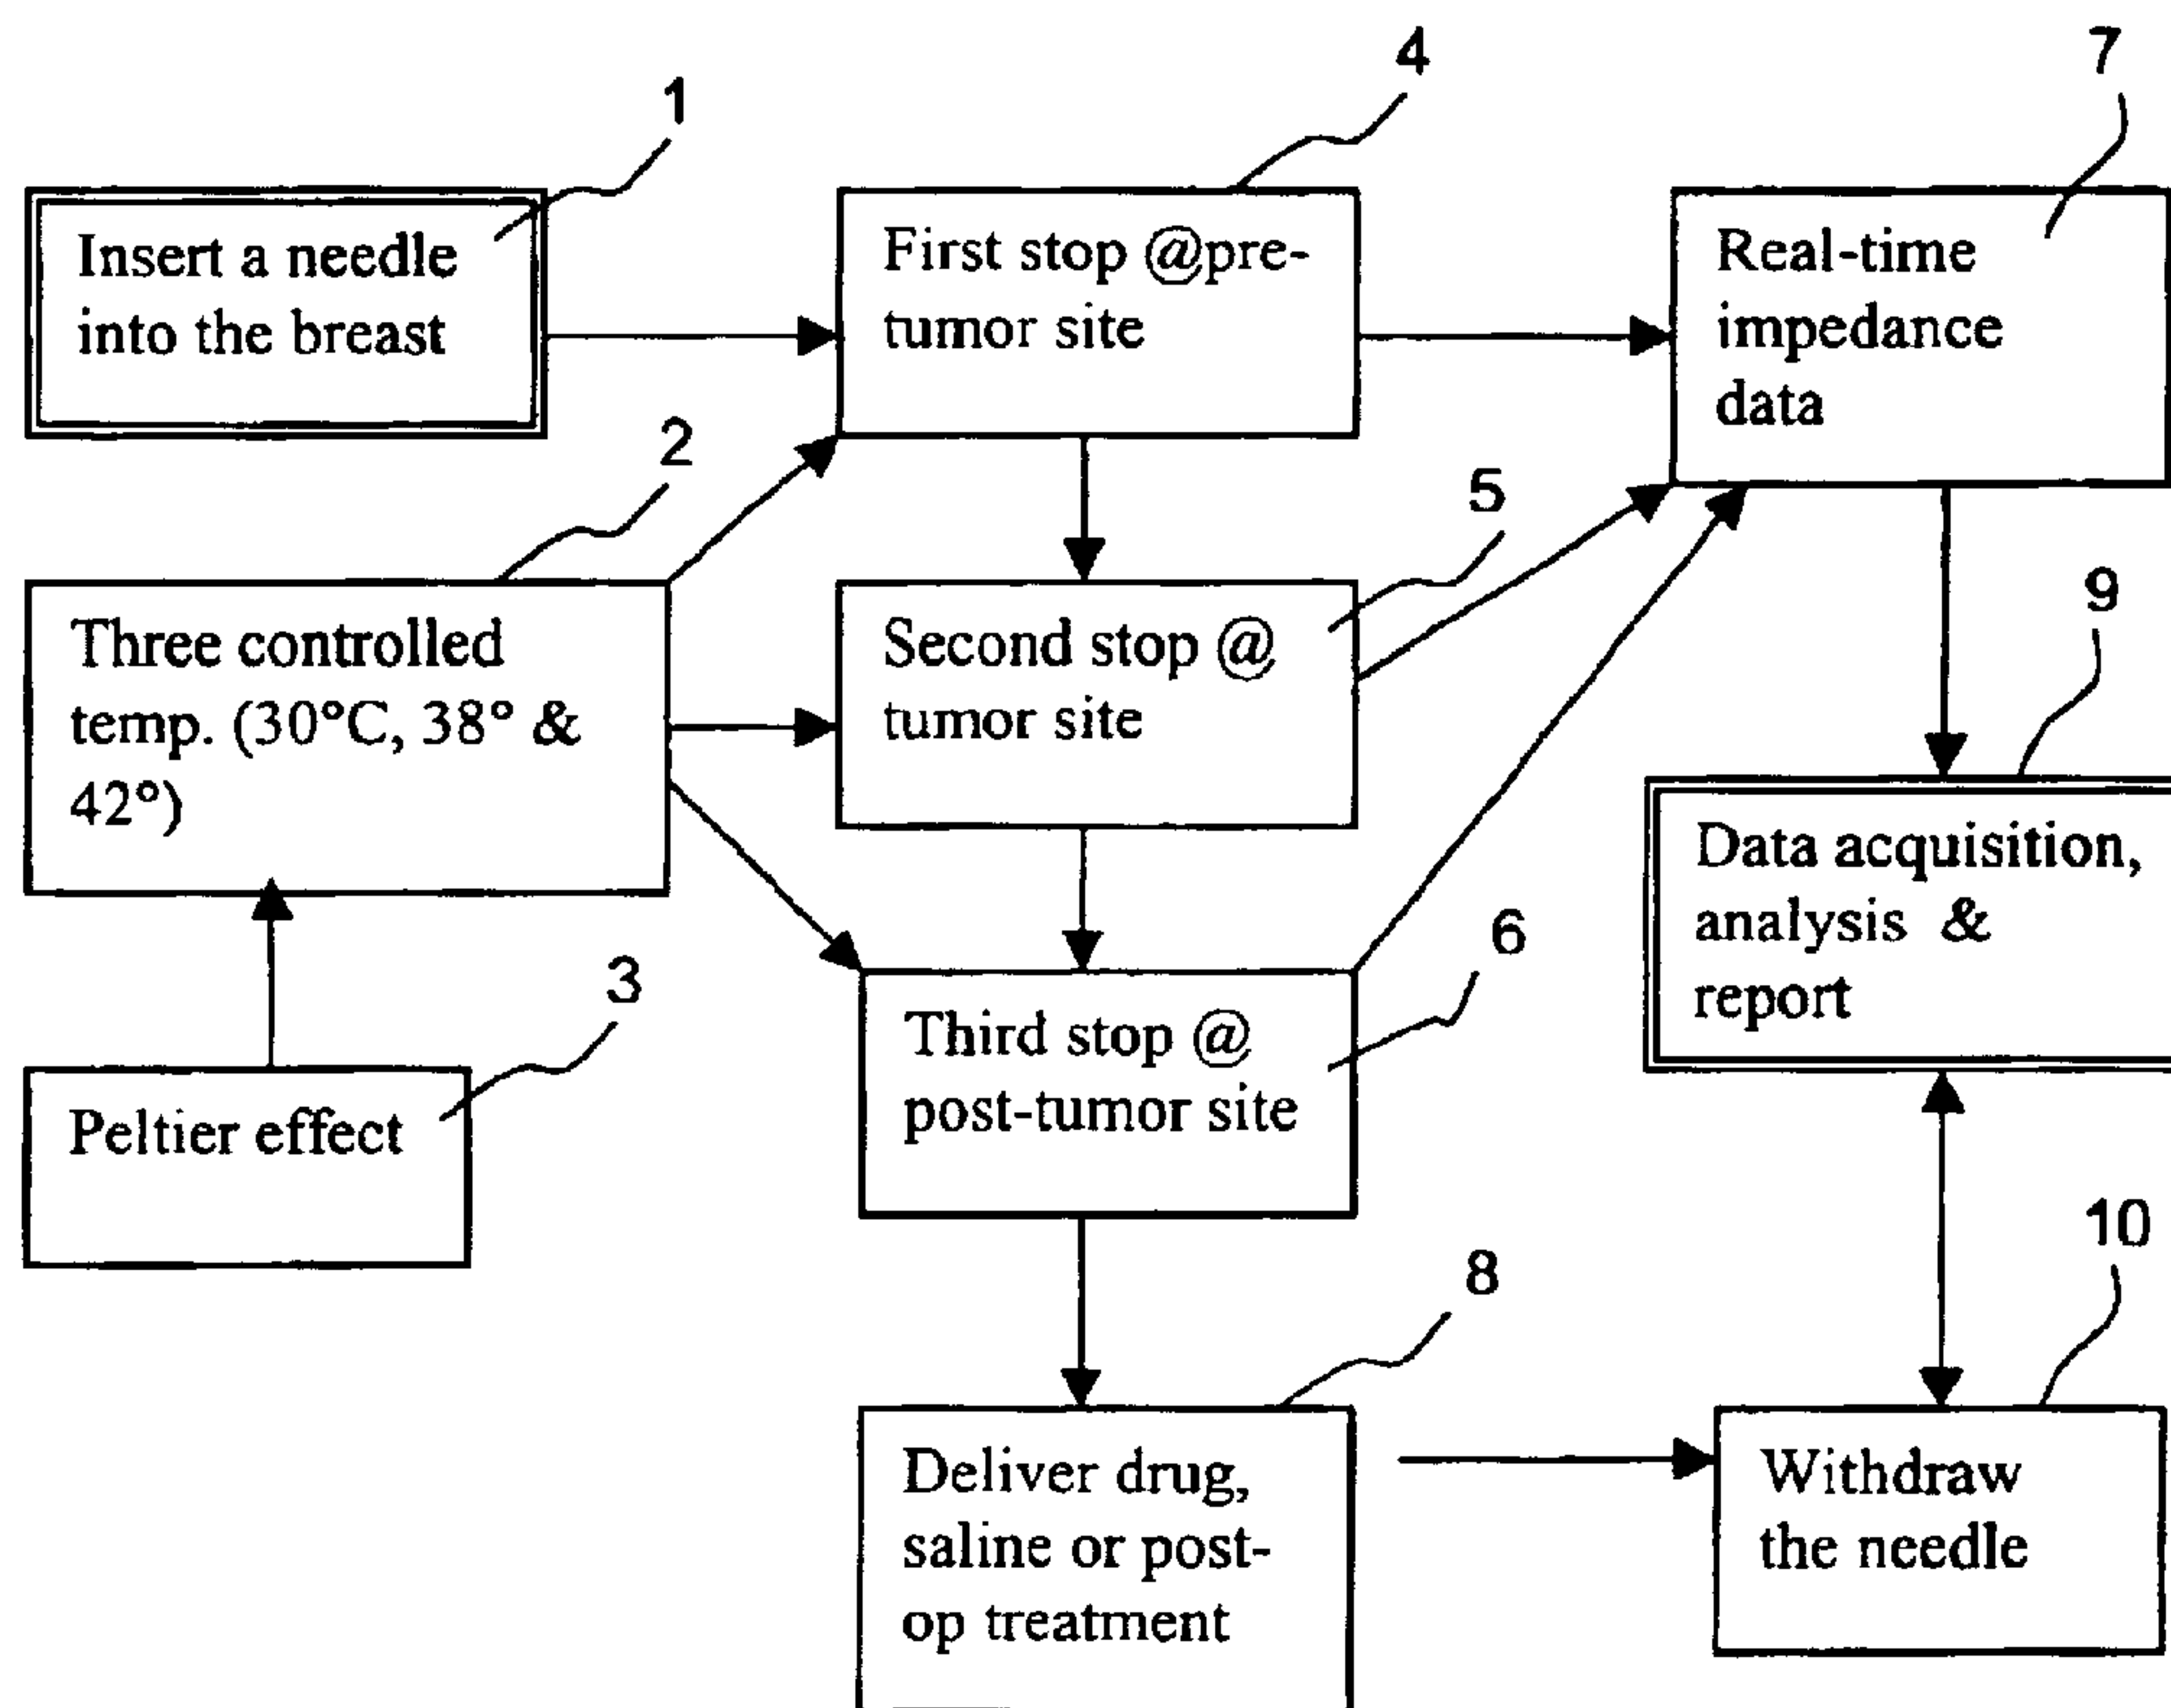 1
Insert a needle
into the breast
2
Three controlled
temp. (30°C, 38° &
42°)
3
Peltier effect
4
First stop @pre-
tumor site
5
Second stop @
tumor site
6
Third stop @
post-tumor site
7
Real-time
impedance
data
8
Deliver drug,
saline or post-
op treatment
9
Data acquisition,
analysis &
report
10
Withdraw
the needle